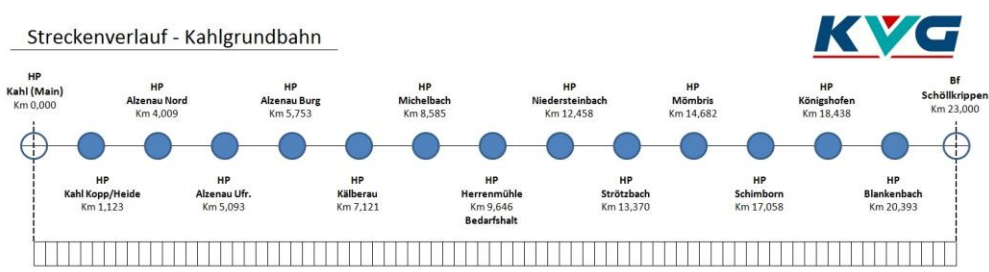 Streckenverlauf - Kahlgrundbahn
KVG
HP
Kahl (Main)
Km 0,000
HP
Kahl Kopp/Heide
Km 1,123
HP
Alzenau Nord
Km 4,009
HP
Alzenau Ufr.
Km 5,093
HP
Alzenau Burg
Km 5,753
HP
Kälberau
Km 7,121
HP
Michelbach
Km 8,585
HP
Herrenmühle
Km 9,646
Bedarfshalt
HP
Niedersteinbach
Km 12,458
HP
Strötzbach
Km 13,370
HP
Mömbris
Km 14,682
HP
Schimborn
Km 17,058
HP
Königshofen
Km 18,438
HP
Blankenbach
Km 20,393
Bf
Schöllkrippen
Km 23,000